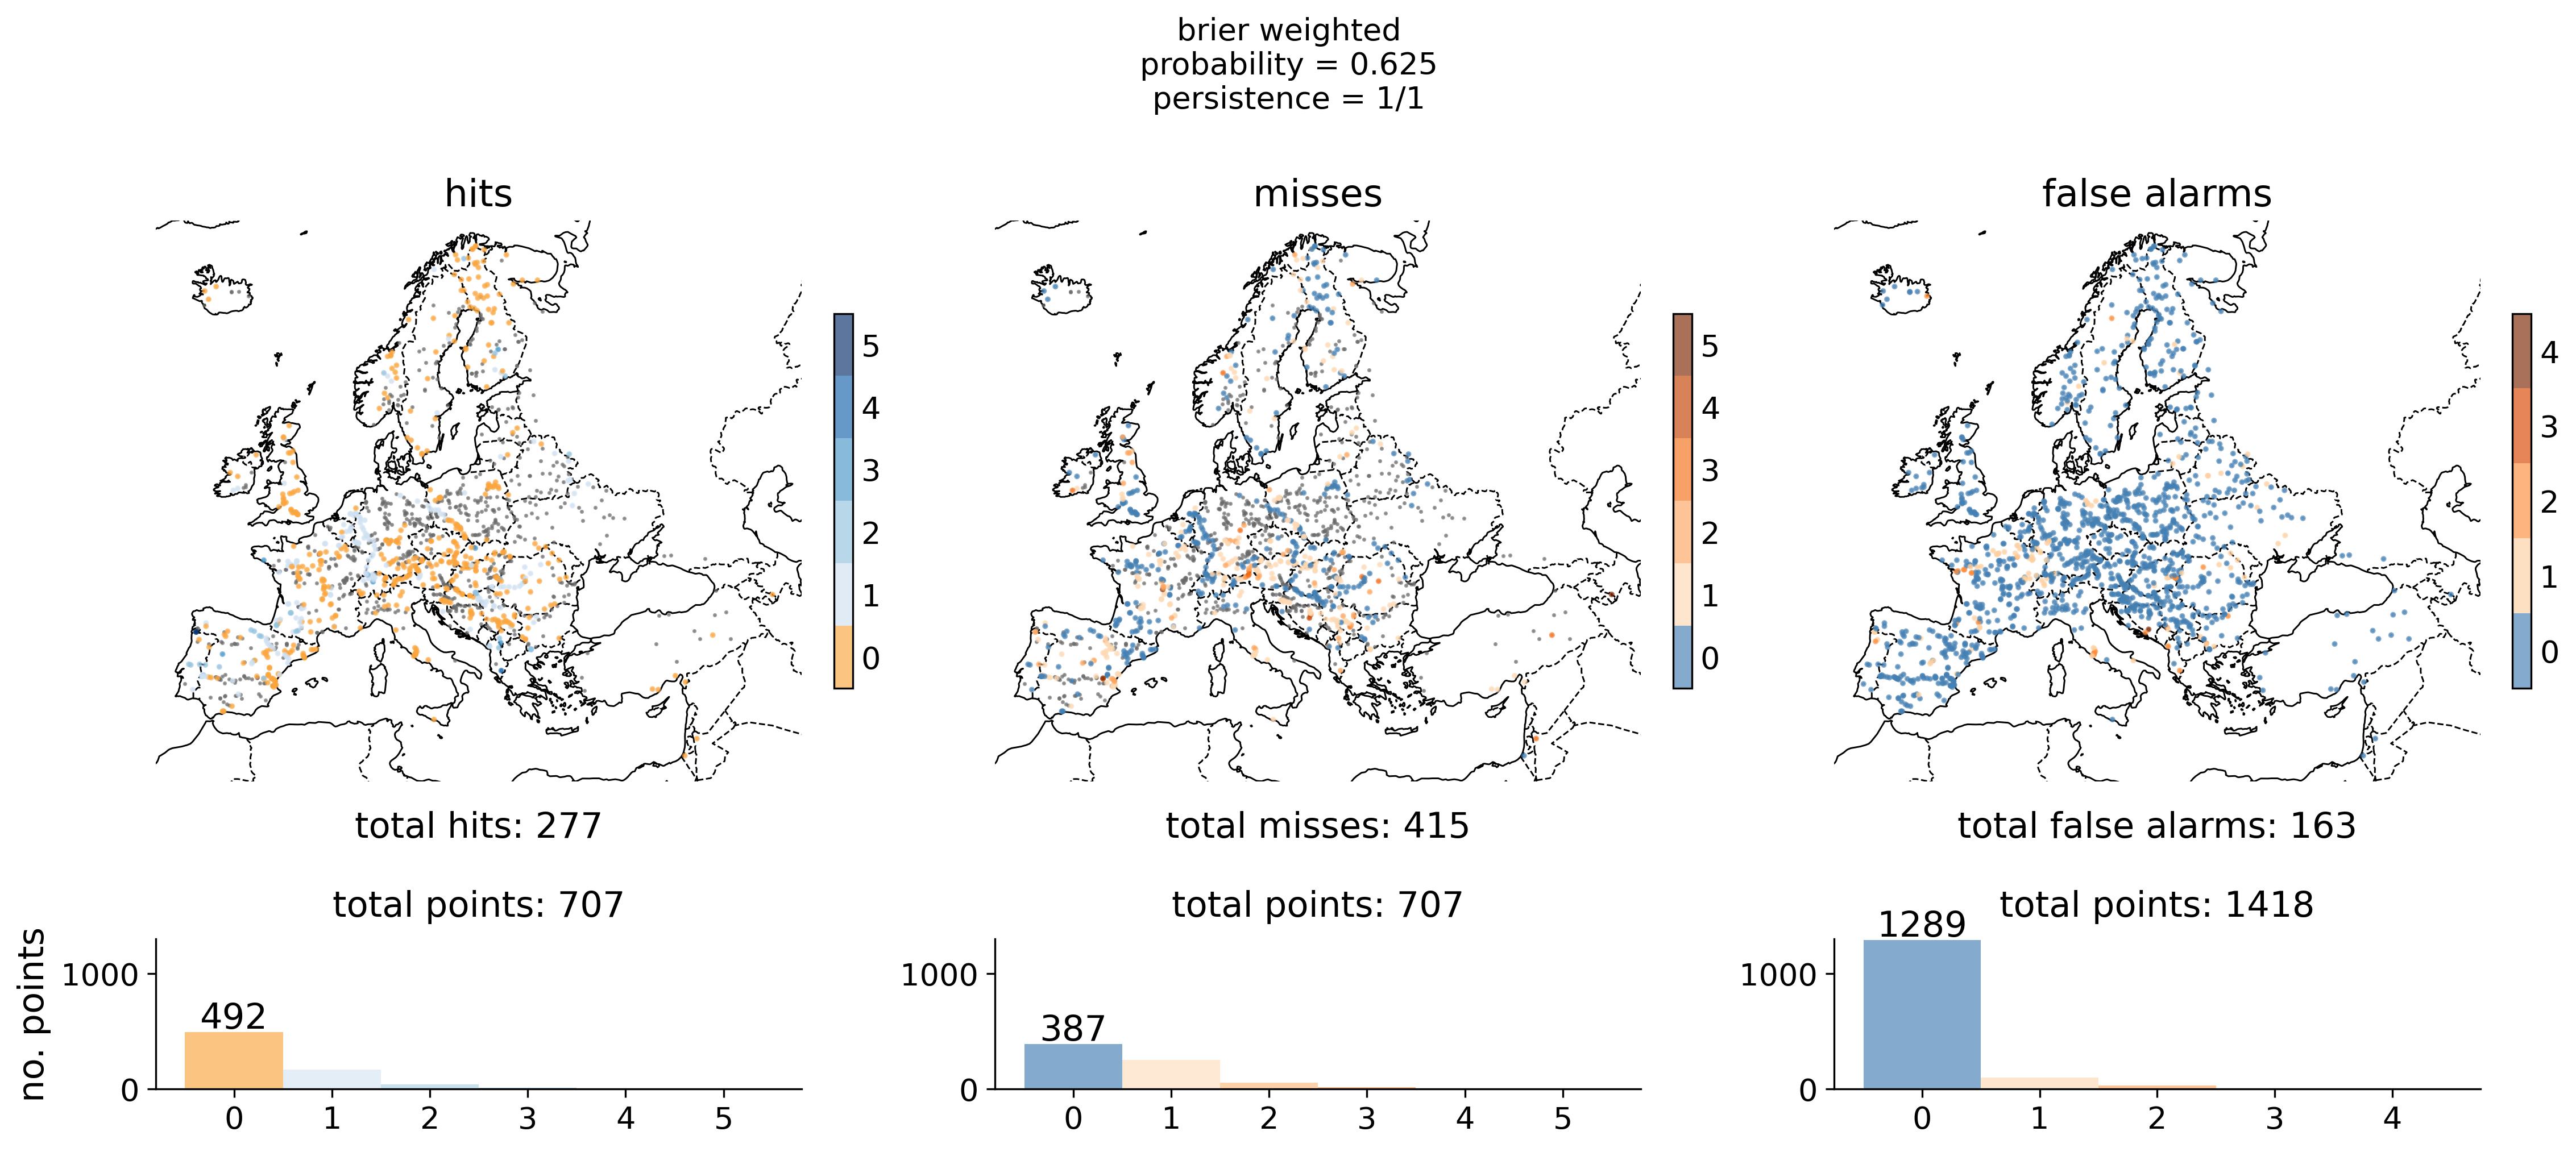 brier weighted
probability = 0.625
persistence = 1/1
hits
misses
false alarms
5
4
3
2
1
0
5
4
3
2
1
0
4
3
2
1
0
total hits: 277
total misses: 415
total false alarms: 163
total points: 707
total points: 707
total points: 1418
no. points
1000
0
492
0 1 2 3 4 5
1000
0
387
0 1 2 3 4 5
1000
0
1289
0 1 2 3 4